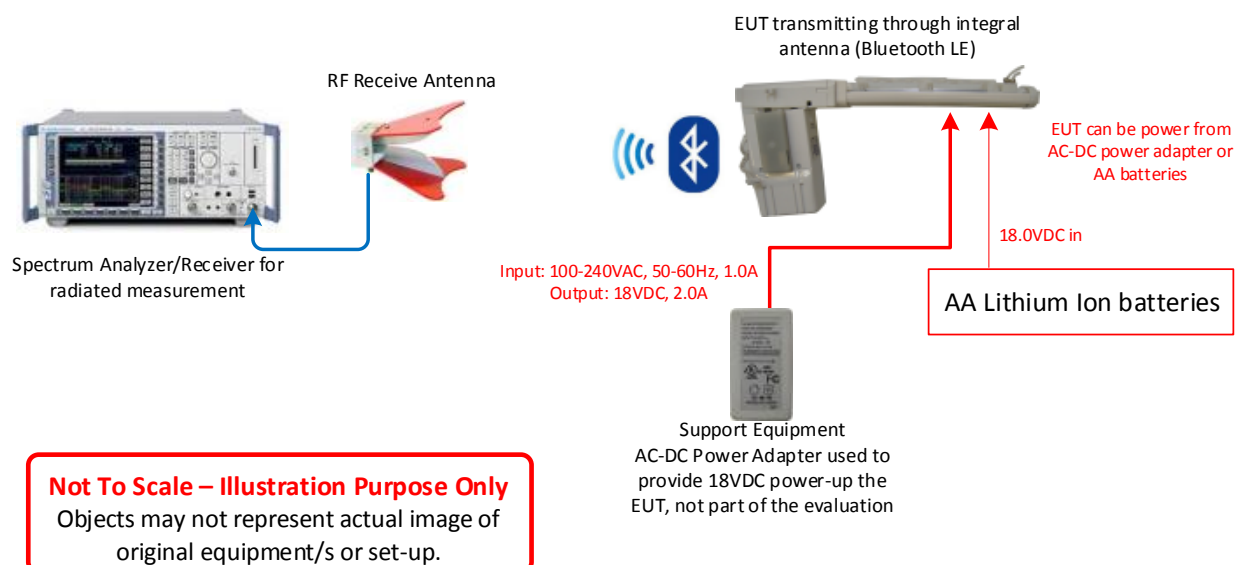 EUT transmitting through integral
antenna (Bluetooth LE)
RF Receive Antenna
EUT can be power from
AC-DC power adapter or
AA batteries
18.0VDC in
Spectrum Analyzer/Receiver for
radiated measurement
Input: 100-240VAC, 50-60Hz, 1.0A
Output: 18VDC, 2.0A
AA Lithium Ion batteries
Support Equipment
AC-DC Power Adapter used to
provide 18VDC power-up the
EUT, not part of the evaluation
Not To Scale – Illustration Purpose Only
Objects may not represent actual image of
original equipment/s or set-up.